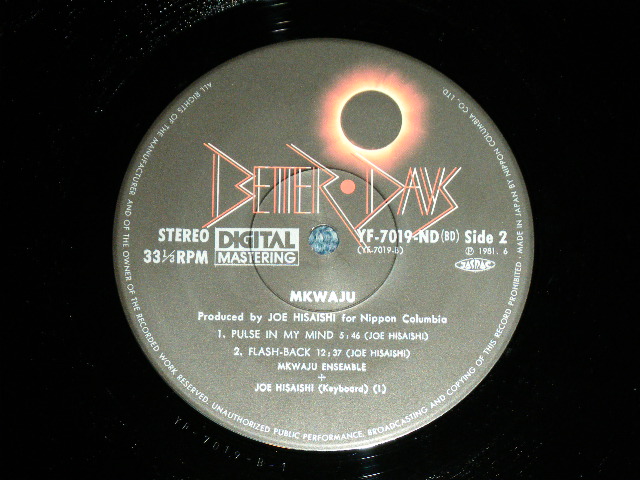 BETTER DAYS
STEREO
33⅓RPM
DIGITAL
MASTERING
YF-7019-ND (BD)
(YF-7019-B)
Side 2
Ⓟ 1981. 6
MKWAJU
Produced by JOE HISAISHI for Nippon Columbia
1. PULSE IN MY MIND 5:46 (JOE HISAISHI)
2. FLASH-BACK 12:37 (JOE HISAISHI)
MKWAJU ENSEMBLE
+
JOE HISAISHI (Keyboard) (1)
ALL RIGHTS OF THE MANUFACTURER AND OF THE OWNER OF THE RECORDED WORK RESERVED. UNAUTHORIZED PUBLIC PERFORMANCE, BROADCASTING AND COPYING OF THIS RECORD PROHIBITED • MADE IN JAPAN BY NIPPON COLUMBIA CO., LTD.
YF-7019-B-1